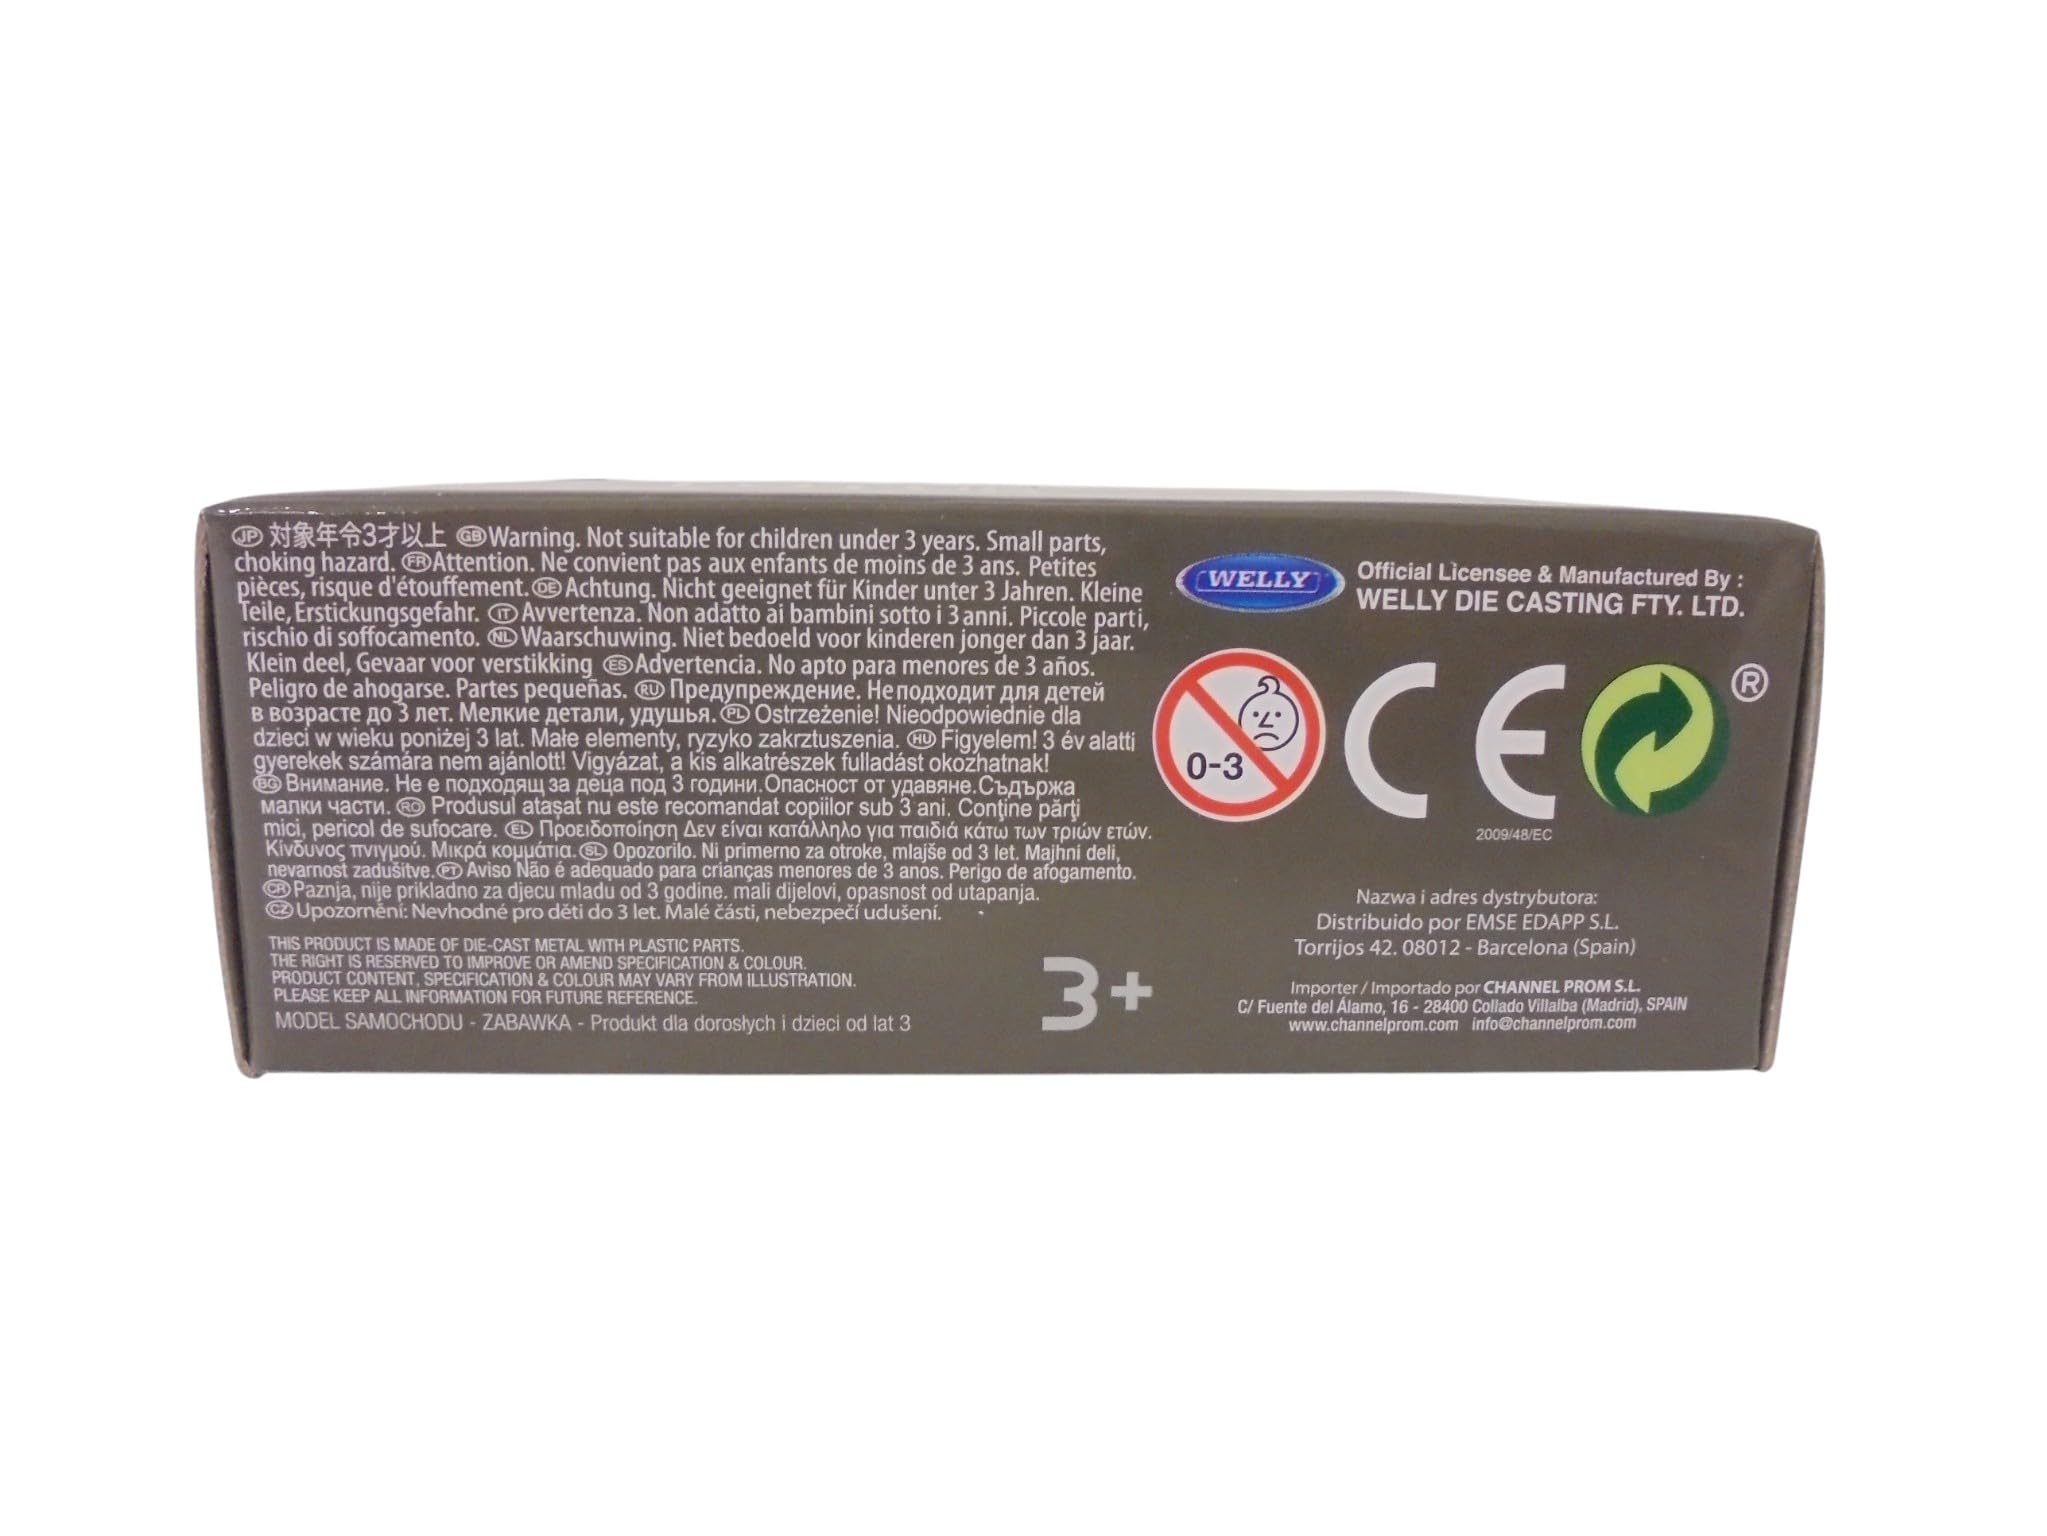 JP 対象年令3才以上 GB Warning. Not suitable for children under 3 years. Small parts,
choking hazard. FR Attention. Ne convient pas aux enfants de moins de 3 ans. Petites
pièces, risque d'étouffement. DE Achtung. Nicht geeignet für Kinder unter 3 Jahren. Kleine
Teile, Erstickungsgefahr. IT Avvertenza. Non adatto ai bambini sotto i 3 anni. Piccole parti,
rischio di soffocamento. NL Waarschuwing. Niet bedoeld voor kinderen jonger dan 3 jaar.
Klein deel, Gevaar voor verstikking ES Advertencia. No apto para menores de 3 años.
Peligro de ahogarse. Partes pequeñas. RU Предупреждение. Не подходит для детей
в возрасте до 3 лет. Мелкие детали, удушья. PL Ostrzeżenie! Nieodpowiednie dla
dzieci w wieku poniżej 3 lat. Małe elementy, ryzyko zakrztuszenia. HU Figyelem! 3 év alatti
gyerekek számára nem ajánlott! Vigyázat, a kis alkatrészek fulladást okozhatnak!
BG Внимание. Не е подходящ за деца под 3 години. Опасност от удавяне. Съдържа
малки части. RO Produsul atașat nu este recomandat copiilor sub 3 ani. Conține părți
mici, pericol de sufocare. EL Προειδοποίηση Δεν είναι κατάλληλο για παιδιά κάτω των τριών ετών.
Κίνδυνος πνιγμού. Μικρά κομμάτια. SL Opozorilo. Ni primerno za otroke, mlajše od 3 let. Majhni deli,
nevarnost zadušitve. PT Aviso Não é adequado para crianças menores de 3 anos. Perigo de afogamento.
CR Paznja, nije prikladno za djecu mladu od 3 godine. mali dijelovi, opasnost od utapanja.
CZ Upozornění: Nevhodné pro děti do 3 let. Malé části, nebezpečí udušení.
THIS PRODUCT IS MADE OF DIE-CAST METAL WITH PLASTIC PARTS.
THE RIGHT IS RESERVED TO IMPROVE OR AMEND SPECIFICATION & COLOUR.
PRODUCT CONTENT, SPECIFICATION & COLOUR MAY VARY FROM ILLUSTRATION.
PLEASE KEEP ALL INFORMATION FOR FUTURE REFERENCE.
MODEL SAMOCHODU - ZABAWKA - Produkt dla dorosłych i dzieci od lat 3
3+
WELLY
Official Licensee & Manufactured By :
WELLY DIE CASTING FTY. LTD.
0-3
CE
®
2009/48/EC
Nazwa i adres dystrybutora:
Distribuido por EMSE EDAPP S.L.
Torrijos 42. 08012 - Barcelona (Spain)
Importer / Importado por CHANNEL PROM S.L.
C/ Fuente del Álamo, 16 - 28400 Collado Villalba (Madrid), SPAIN
www.channelprom.com info@channelprom.com